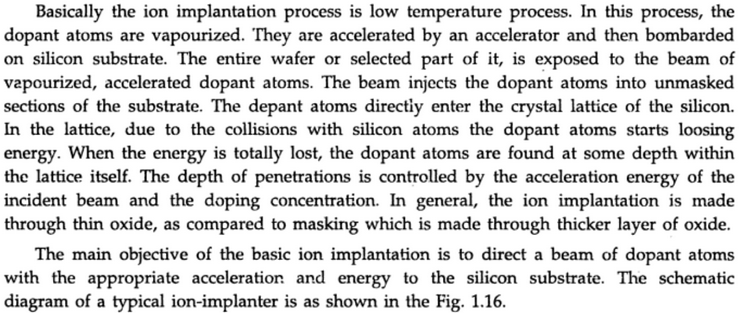 Basically the ion implantation process is low temperature process. In this process, the
dopant atoms are vapourized. They are accelerated by an accelerator and then bombarded
on silicon substrate. The entire wafer or selected part of it, is exposed to the beam of
vapourized, accelerated dopant atoms. The beam injects the dopant atoms into unmasked
sections of the substrate. The depant atoms directly enter the crystal lattice of the silicon.
In the lattice, due to the collisions with silicon atoms the dopant atoms starts loosing
energy. When the energy is totally lost, the dopant atoms are found at some depth within
the lattice itself. The depth of penetrations is controlled by the acceleration energy of the
incident beam and the doping concentration. In general, the ion implantation is made
through thin oxide, as compared to masking which is made through thicker layer of oxide.
The main objective of the basic ion implantation is to direct a beam of dopant atoms
with the appropriate acceleration and energy to the silicon substrate. The schematic
diagram of a typical ion-implanter is as shown in the Fig. 1.16.